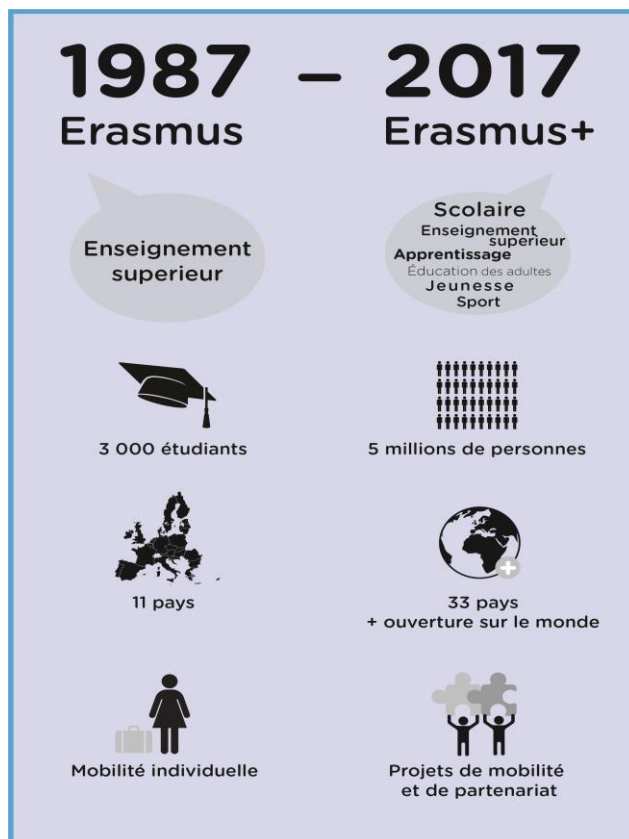 1987 – 2017
Erasmus
Erasmus+
Enseignement
superieur
Scolaire
Enseignement
superieur
Apprentissage
Éducation des adultes
Jeunesse
Sport
3 000 étudiants
5 millions de personnes
11 pays
33 pays
+ ouverture sur le monde
Mobilité individuelle
Projets de mobilité
et de partenariat